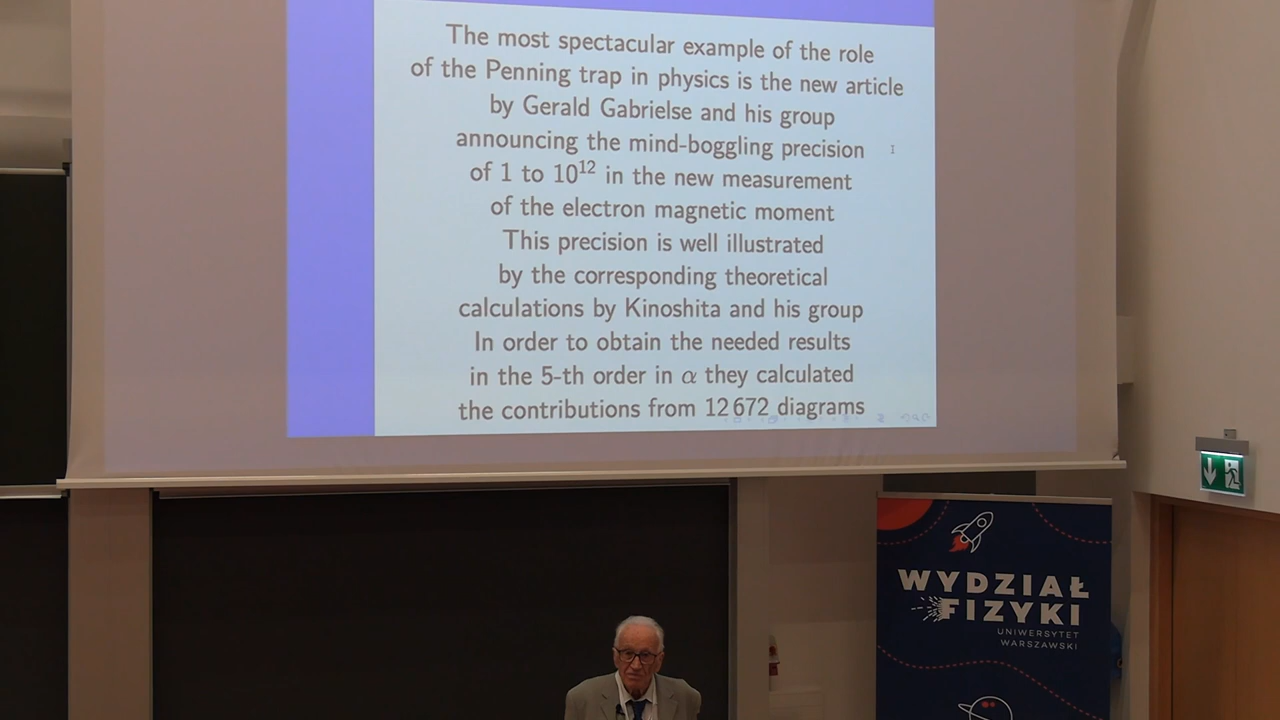 The most spectacular example of the role
of the Penning trap in physics is the new article
by Gerald Gabrielse and his group
announcing the mind-boggling precision
of 1 to 10¹² in the new measurement
of the electron magnetic moment
This precision is well illustrated
by the corresponding theoretical
calculations by Kinoshita and his group
In order to obtain the needed results
in the 5-th order in α they calculated
the contributions from 12 672 diagrams
WYDZIAŁ
FIZYKI
UNIWERSYTET
WARSZAWSKI